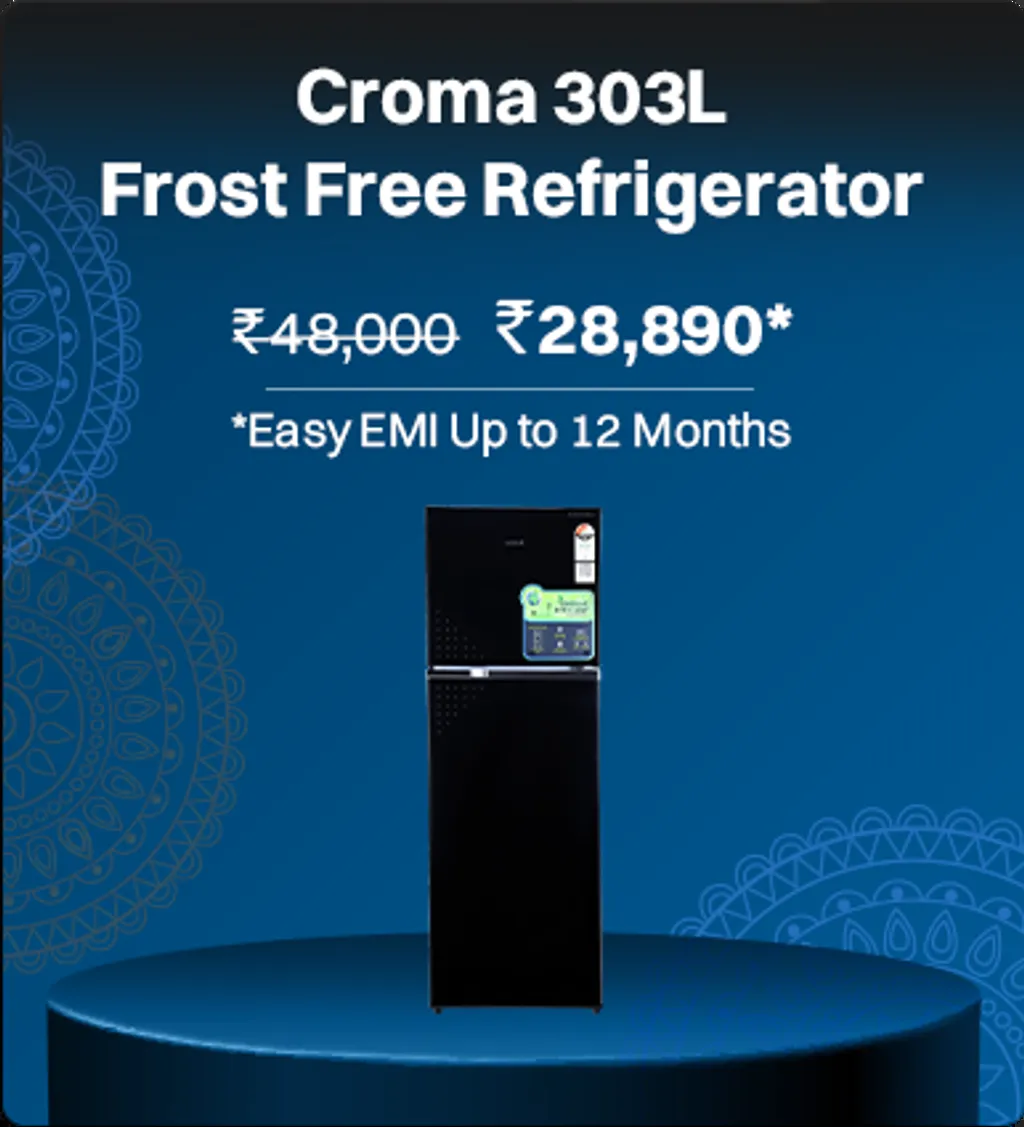 Croma 303L
Frost Free Refrigerator
₹48,000 ₹28,890*
*Easy EMI Up to 12 Months